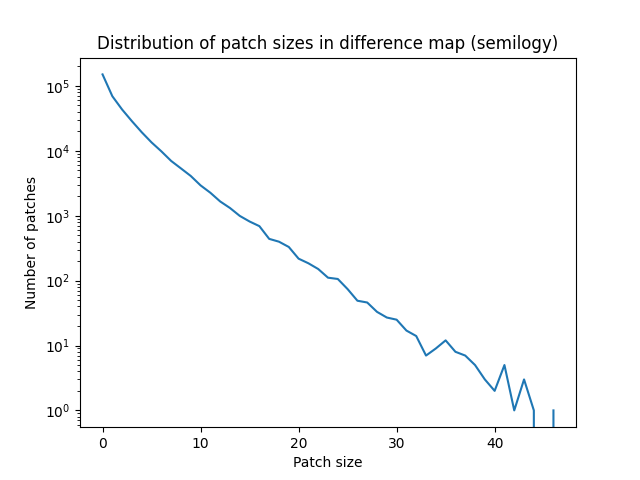 Distribution of patch sizes in difference map (semilogy)
Number of patches
10^5
10^4
10^3
10^2
10^1
10^0
0 10 20 30 40
Patch size